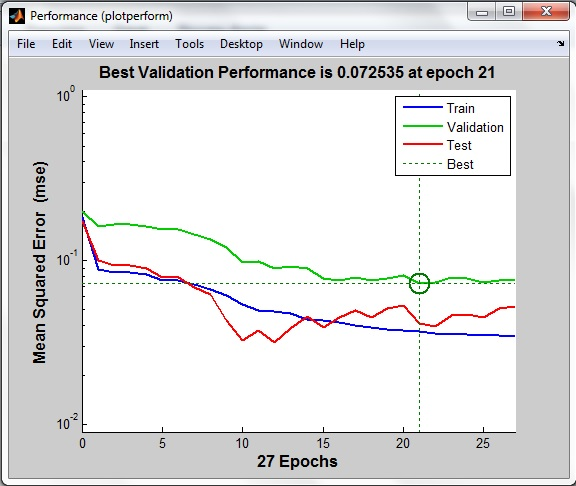 Performance (plotperform)
File Edit View Insert Tools Desktop Window Help
Best Validation Performance is 0.072535 at epoch 21
Mean Squared Error (mse)
10^0
10^-1
10^-2
Train
Validation
Test
Best
0 5 10 15 20 25
27 Epochs